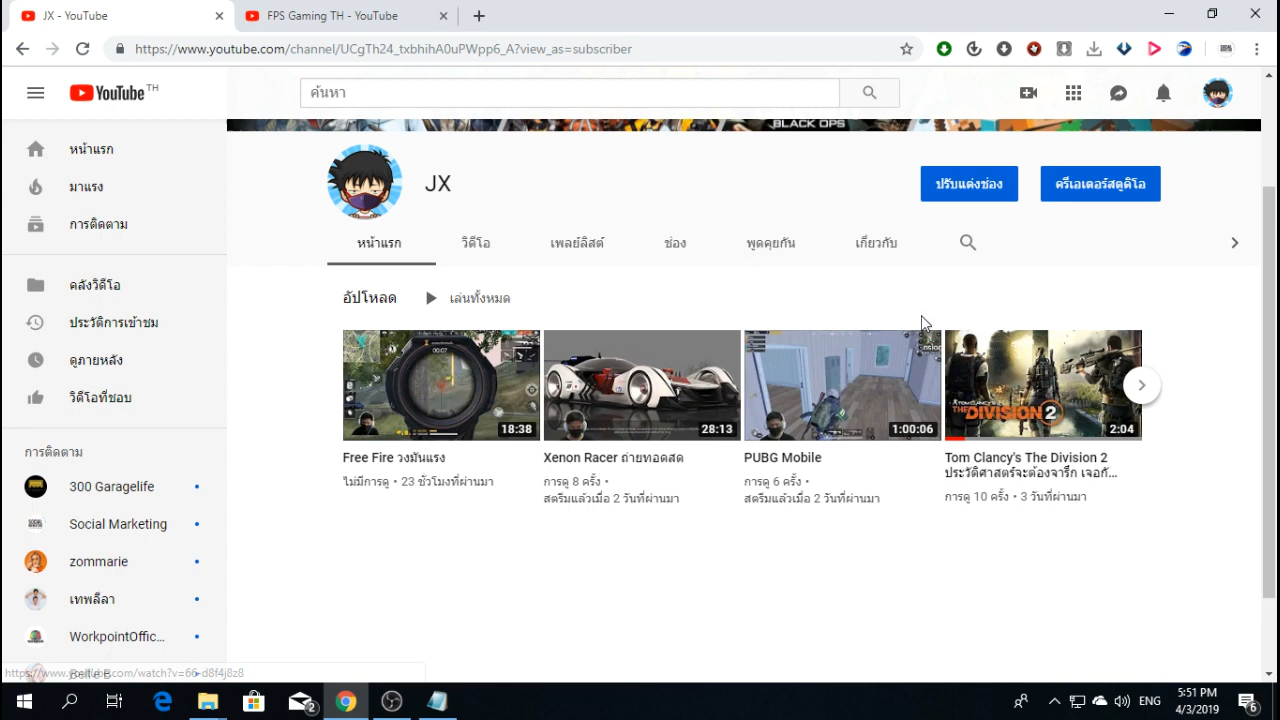 JX - YouTube
FPS Gaming TH - YouTube
https://www.youtube.com/channel/UCgTh24_txbhihA0uPWpp6_A?view_as=subscriber
YouTube TH
ค้นหา
BLACK OPS
หน้าแรก
มาแรง
การติดตาม
คลังวิดีโอ
ประวัติการเข้าชม
ดูภายหลัง
วิดีโอที่ชอบ
การติดตาม
300 Garagelife
Social Marketing
zommarie
เทพลีลา
WorkpointOffic...
JX
ปรับแต่งช่อง
ครีเอเตอร์สตูดิโอ
หน้าแรก
วิดีโอ
เพลย์ลิสต์
ช่อง
พูดคุยกัน
เกี่ยวกับ
อัปโหลด
เล่นทั้งหมด
18:38
Free Fire วงมันแรง
ไม่มีการดู • 23 ชั่วโมงที่ผ่านมา
28:13
Xenon Racer ถ่ายทอดสด
การดู 8 ครั้ง •
สตรีมแล้วเมื่อ 2 วันที่ผ่านมา
1:00:06
PUBG Mobile
การดู 6 ครั้ง •
สตรีมแล้วเมื่อ 2 วันที่ผ่านมา
TOM CLANCY'S
THE DIVISION 2
2:04
Tom Clancy's The Division 2
ประวัติศาสตร์จะต้องจารึก เจอกั...
การดู 10 ครั้ง • 3 วันที่ผ่านมา
2
ENG
5:51 PM
4/3/2019
6